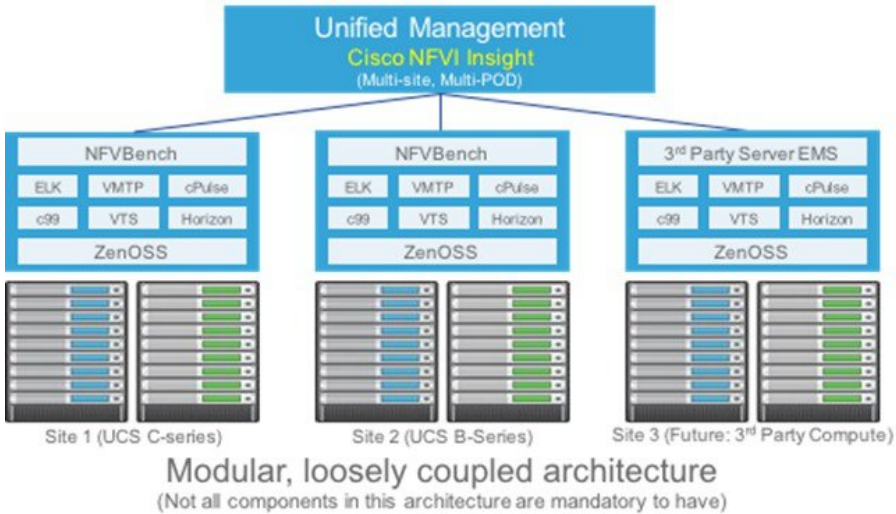 Unified Management
Cisco NFVI Insight
(Multi-site, Multi-POD)
NFVBench
ELK VMTP cPulse
c99 VTS Horizon
ZenOSS
NFVBench
ELK VMTP cPulse
c99 VTS Horizon
ZenOSS
3rd Party Server EMS
ELK VMTP cPulse
c99 VTS Horizon
ZenOSS
Site 1 (UCS C-series)
Site 2 (UCS B-Series)
Site 3 (Future: 3rd Party Compute)
Modular, loosely coupled architecture
(Not all components in this architecture are mandatory to have)